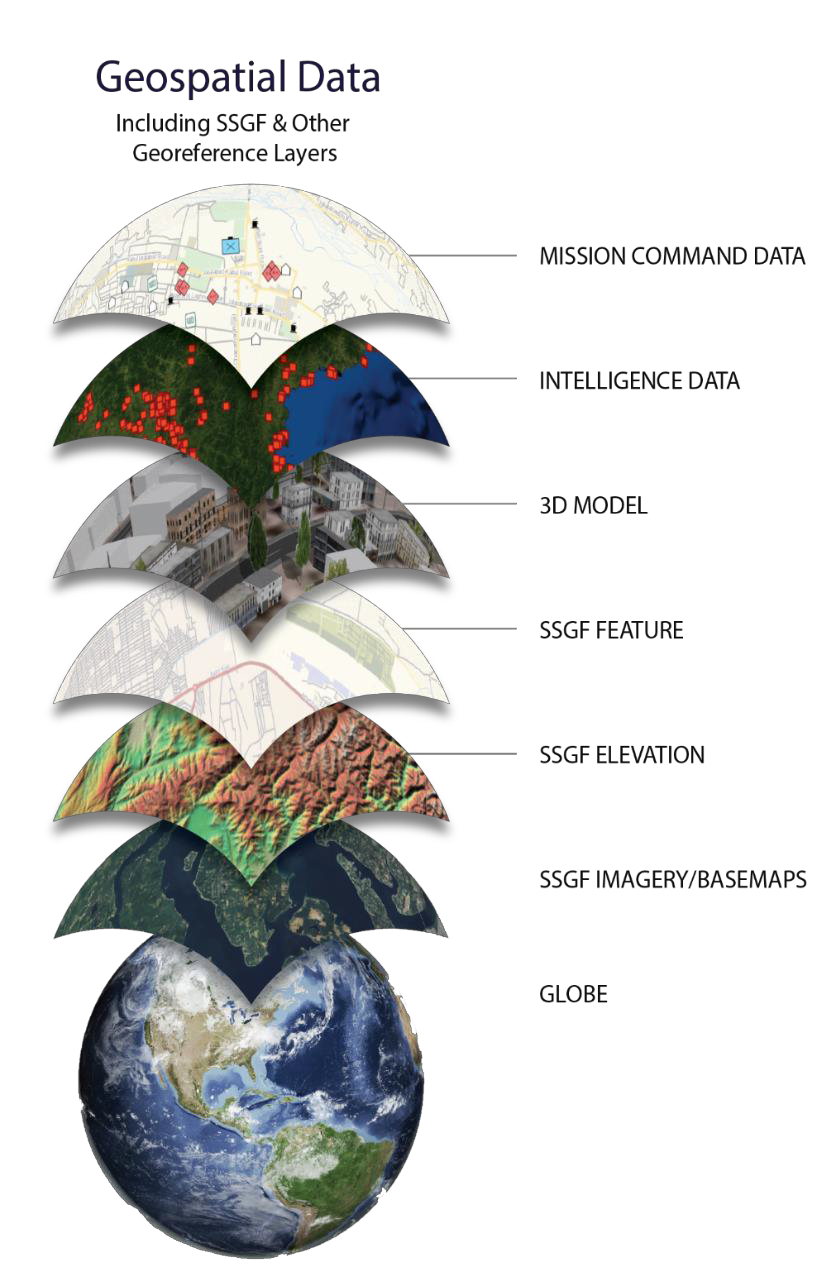 Geospatial Data
Including SSGF & Other
Georeference Layers
MISSION COMMAND DATA
INTELLIGENCE DATA
3D MODEL
SSGF FEATURE
SSGF ELEVATION
SSGF IMAGERY/BASEMAPS
GLOBE